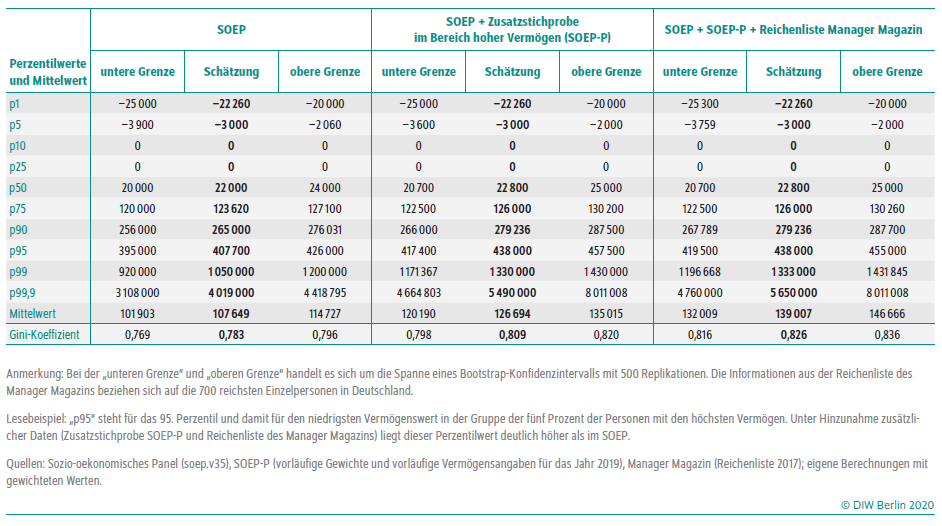 SOEP
SOEP + Zusatzstichprobe
im Bereich hoher Vermögen (SOEP-P)
SOEP + SOEP-P + Reichenliste Manager Magazin
Perzentilwerte
und Mittelwert
untere Grenze Schätzung obere Grenze untere Grenze Schätzung obere Grenze untere Grenze Schätzung obere Grenze
p1 −25 000 −22 260 −20 000 −25 000 −22 260 −20 000 −25 300 −22 260 −20 000
p5 −3 900 −3 000 −2 060 −3 600 −3 000 −2 000 −3 759 −3 000 −2 000
p10 0 0 0 0 0 0 0 0 0
p25 0 0 0 0 0 0 0 0 0
p50 20 000 22 000 24 000 20 700 22 800 25 000 20 700 22 800 25 000
p75 120 000 123 620 127 100 122 500 126 000 130 200 122 500 126 000 130 260
p90 256 000 265 000 276 031 266 000 279 236 287 500 267 789 279 236 287 700
p95 395 000 407 700 426 000 417 400 438 000 457 500 419 500 438 000 455 000
p99 920 000 1 050 000 1 200 000 1 171 367 1 330 000 1 430 000 1 196 668 1 333 000 1 431 845
p99,9 3 108 000 4 019 000 4 418 795 4 664 803 5 490 000 8 011 008 4 760 000 5 650 000 8 011 008
Mittelwert 101 903 107 649 114 727 120 190 126 694 135 015 132 009 139 007 146 666
Gini-Koeffizient 0,769 0,783 0,796 0,798 0,809 0,820 0,816 0,826 0,836
Anmerkung: Bei der „unteren Grenze“ und „oberen Grenze“ handelt es sich um die Spanne eines Bootstrap-Konfidenzintervalls mit 500 Replikationen. Die Informationen aus der Reichenliste des
Manager Magazins beziehen sich auf die 700 reichsten Einzelpersonen in Deutschland.
Lesebeispiel: „p95“ steht für das 95. Perzentil und damit für den niedrigsten Vermögenswert in der Gruppe der fünf Prozent der Personen mit den höchsten Vermögen. Unter Hinzunahme zusätzli-
cher Daten (Zusatzstichprobe SOEP-P und Reichenliste des Manager Magazins) liegt dieser Perzentilwert deutlich höher als im SOEP.
Quellen: Sozio-oekonomisches Panel (soep.v35), SOEP-P (vorläufige Gewichte und vorläufige Vermögensangaben für das Jahr 2019), Manager Magazin (Reichenliste 2017); eigene Berechnungen mit
gewichteten Werten.
© DIW Berlin 2020